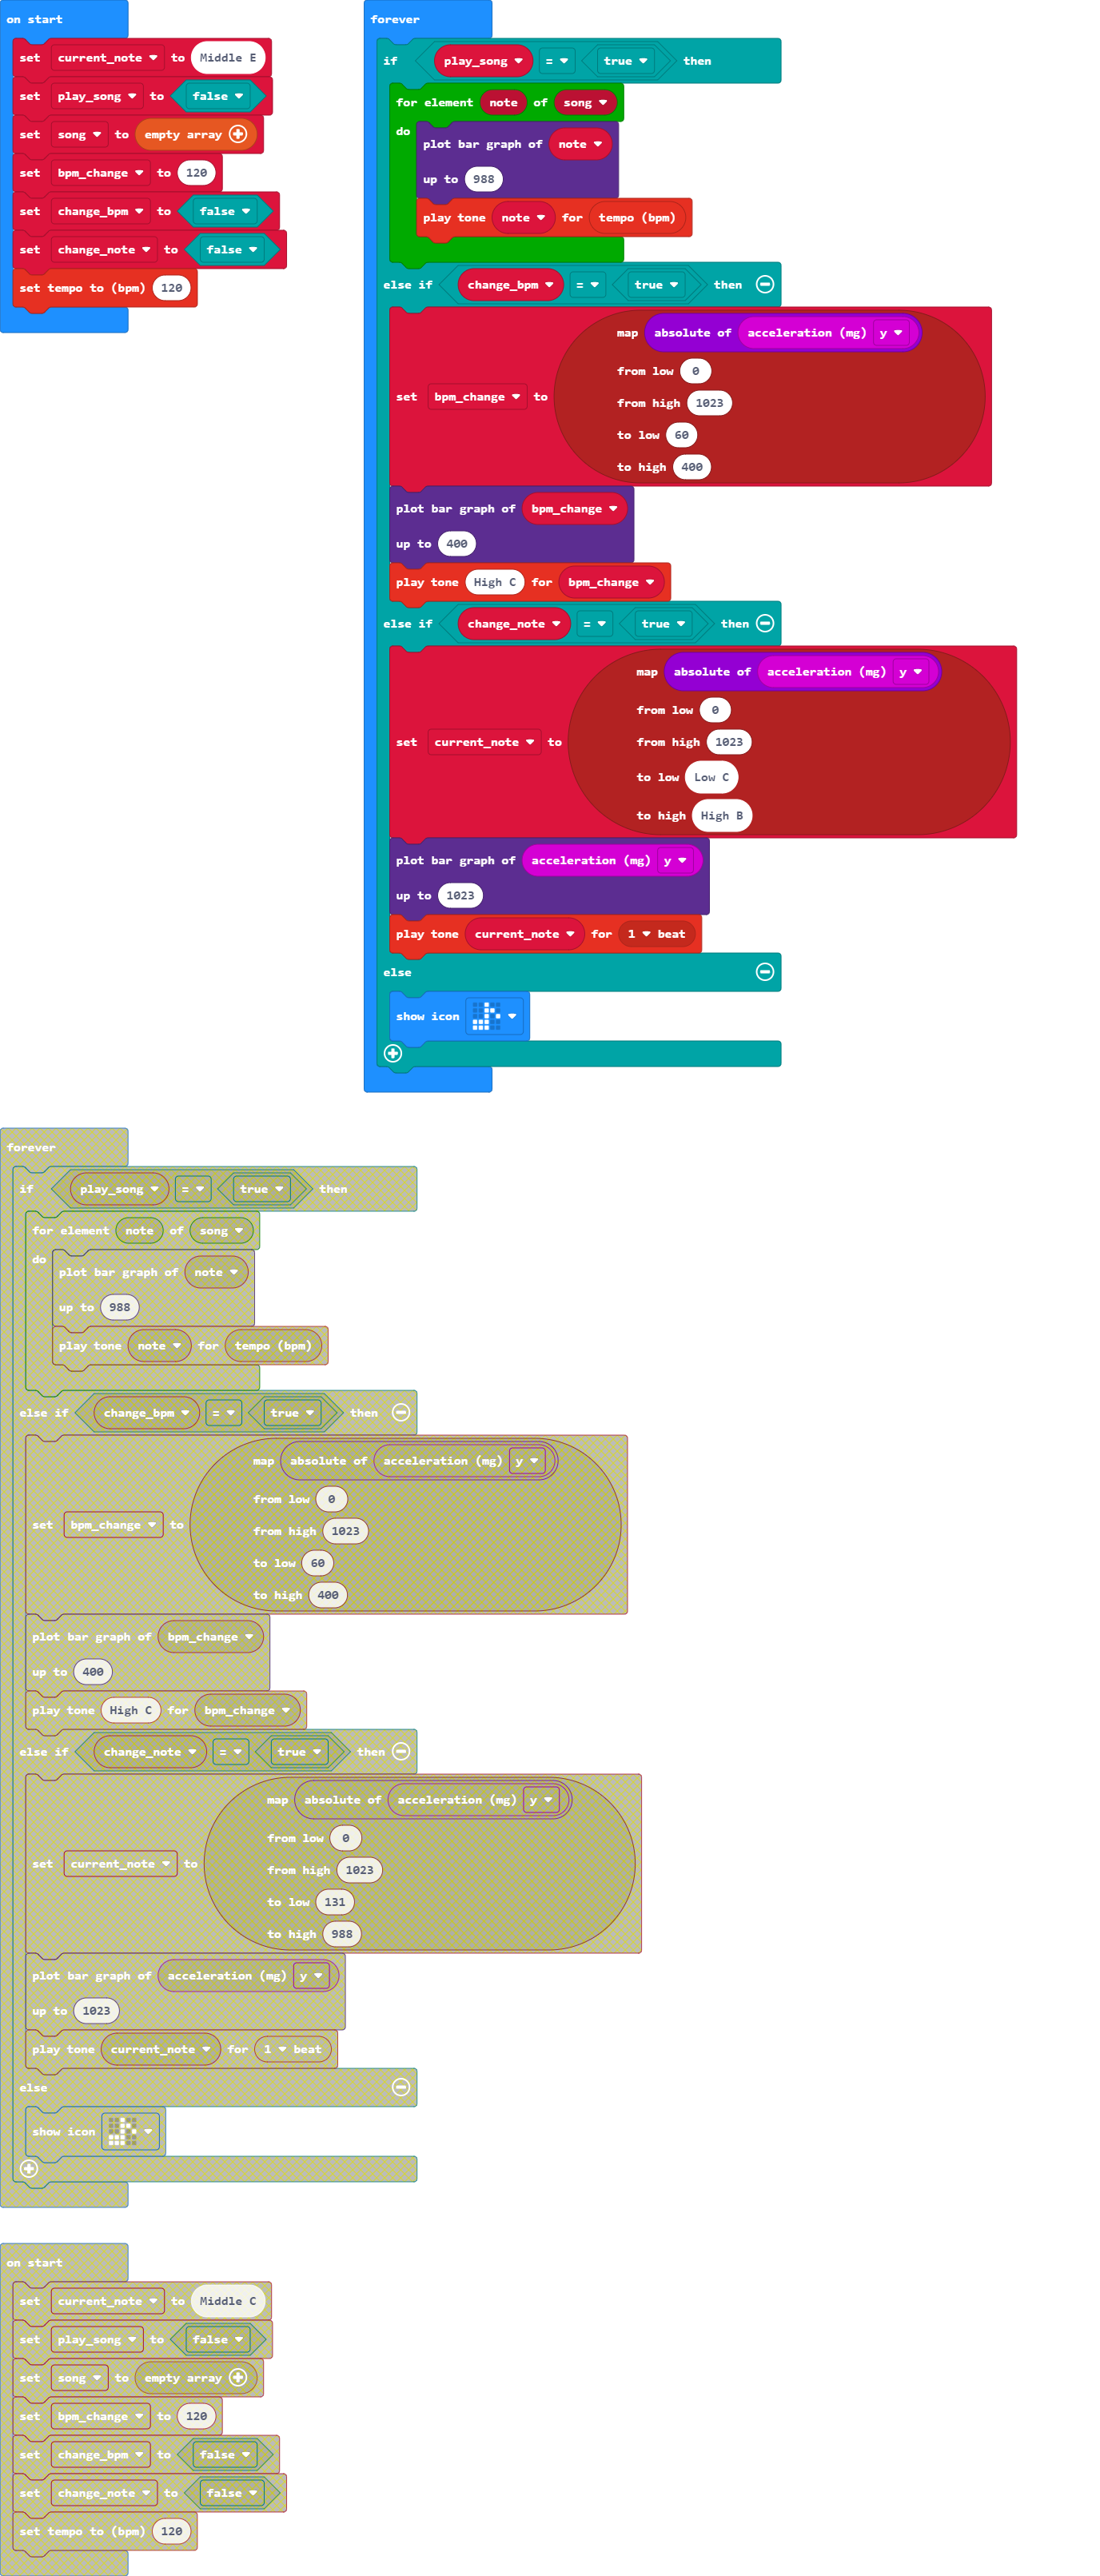 on start
set current_note to Middle E
set play_song to false
set song to empty array
set bpm_change to 120
set change_bpm to false
set change_note to false
set tempo to (bpm) 120
forever
if play_song = true then
for element note of song
do
plot bar graph of note
up to 988
play tone note for tempo (bpm)
else if change_bpm = true then
map absolute of acceleration (mg) y
from low 0
from high 1023
set bpm_change to
to low 60
to high 400
plot bar graph of bpm_change
up to 400
play tone High C for bpm_change
else if change_note = true then
map absolute of acceleration (mg) y
from low 0
from high 1023
set current_note to
to low Low C
to high High B
plot bar graph of acceleration (mg) y
up to 1023
play tone current_note for 1 beat
else
show icon
forever
if play_song = true then
for element note of song
do
plot bar graph of note
up to 988
play tone note for tempo (bpm)
else if change_bpm = true then
map absolute of acceleration (mg) y
from low 0
set bpm_change to
from high 1023
to low 60
to high 400
plot bar graph of bpm_change
up to 400
play tone High C for bpm_change
else if change_note = true then
map absolute of acceleration (mg) y
from low 0
set current_note to
from high 1023
to low 131
to high 988
plot bar graph of acceleration (mg) y
up to 1023
play tone current_note for 1 beat
else
show icon
on start
set current_note to Middle C
set play_song to false
set song to empty array
set bpm_change to 120
set change_bpm to false
set change_note to false
set tempo to (bpm) 120